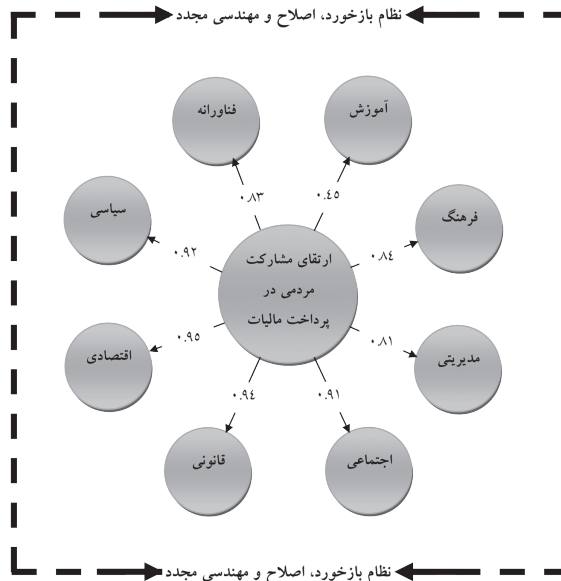 نظام بازخورد، اصلاح و مهندسی مجدد
آموزش
فناورانه
۰.٤٥
۰.۸۳
فرهنگ
سیاسی
۰.۸٤
۰.۹۲
ارتقای مشارکت
مردمی در
پرداخت مالیات
مدیریتی
۰.۸۱
اقتصادی
۰.۹۵
اجتماعی
۰.۹۱
قانونی
۰.۹٤
نظام بازخورد، اصلاح و مهندسی مجدد